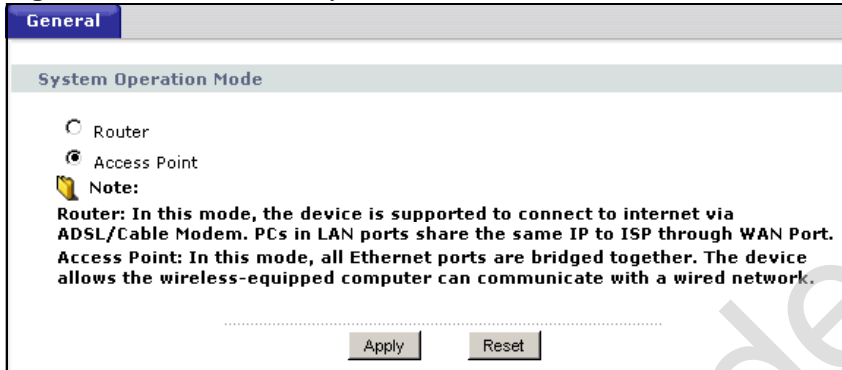 General
System Operation Mode
Router
Access Point
Note:
Router: In this mode, the device is supported to connect to internet via
ADSL/Cable Modem. PCs in LAN ports share the same IP to ISP through WAN Port.
Access Point: In this mode, all Ethernet ports are bridged together. The device
allows the wireless-equipped computer can communicate with a wired network.
Apply Reset